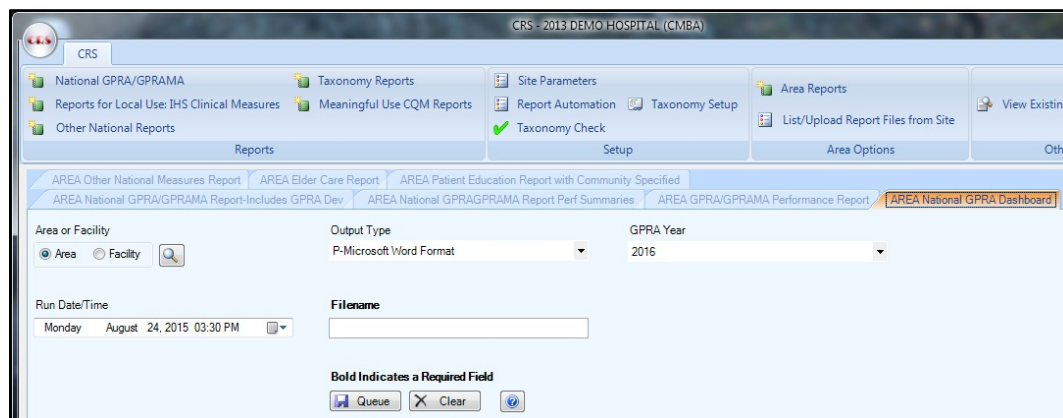 CRS - 2013 DEMO HOSPITAL (CMBA)
CRS
CRS
National GPRA/GPRAMA
Taxonomy Reports
Site Parameters
Area Reports
Reports for Local Use: IHS Clinical Measures
Meaningful Use CQM Reports
Report Automation
Taxonomy Setup
View Existin
Other National Reports
Taxonomy Check
List/Upload Report Files from Site
Reports
Setup
Area Options
Oth
AREA Other National Measures Report
AREA Elder Care Report
AREA Patient Education Report with Community Specified
AREA National GPRA/GPRAMA Report-Includes GPRA Dev
AREA National GPRAGPRAMA Report Perf Summaries
AREA GPRA/GPRAMA Performance Report
AREA National GPRA Dashboard
Area or Facility
Output Type
GPRA Year
Area
Facility
P-Microsoft Word Format
2016
Run Date/Time
Filename
Monday August 24, 2015 03:30 PM
Bold Indicates a Required Field
Queue
Clear